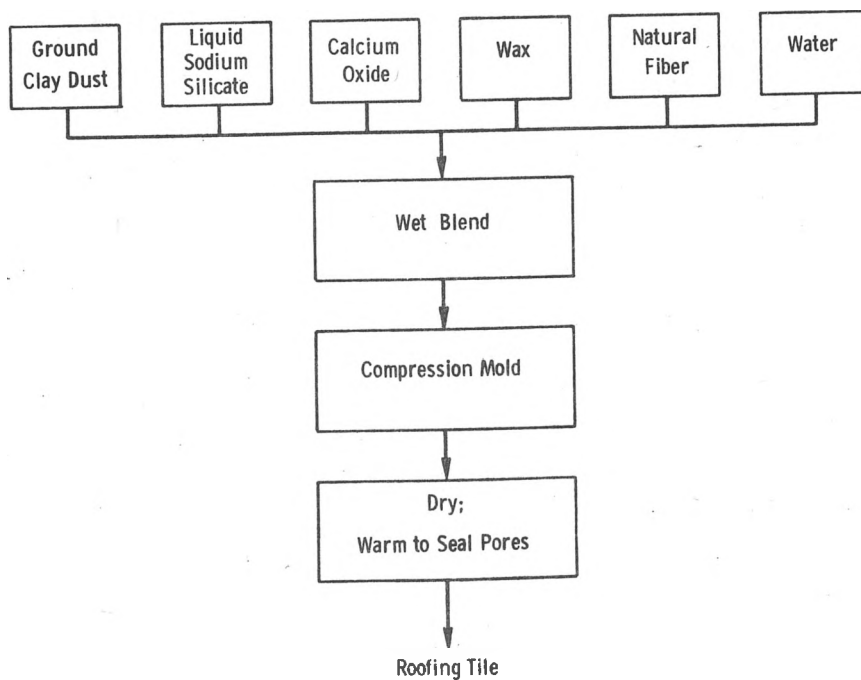 Ground
Clay Dust
Liquid
Sodium
Silicate
Calcium
Oxide
Wax
Natural
Fiber
Water
Wet Blend
Compression Mold
Dry;
Warm to Seal Pores
Roofing Tile